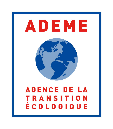 ADEME
AGENCE DE LA
TRANSITION
ÉCOLOGIQUE